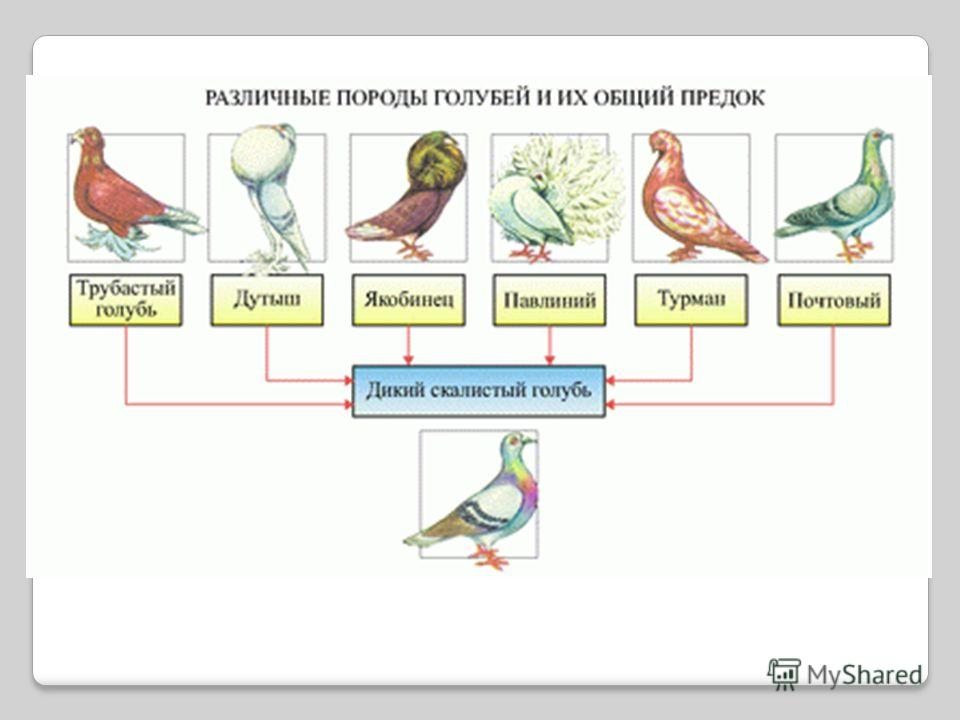 РАЗЛИЧНЫЕ ПОРОДЫ ГОЛУБЕЙ И ИХ ОБЩИЙ ПРЕДОК
Трубастый
голубь
Дутыш
Якобинец
Павлиний
Турман
Почтовый
Дикий скалистый голубь
MyShared